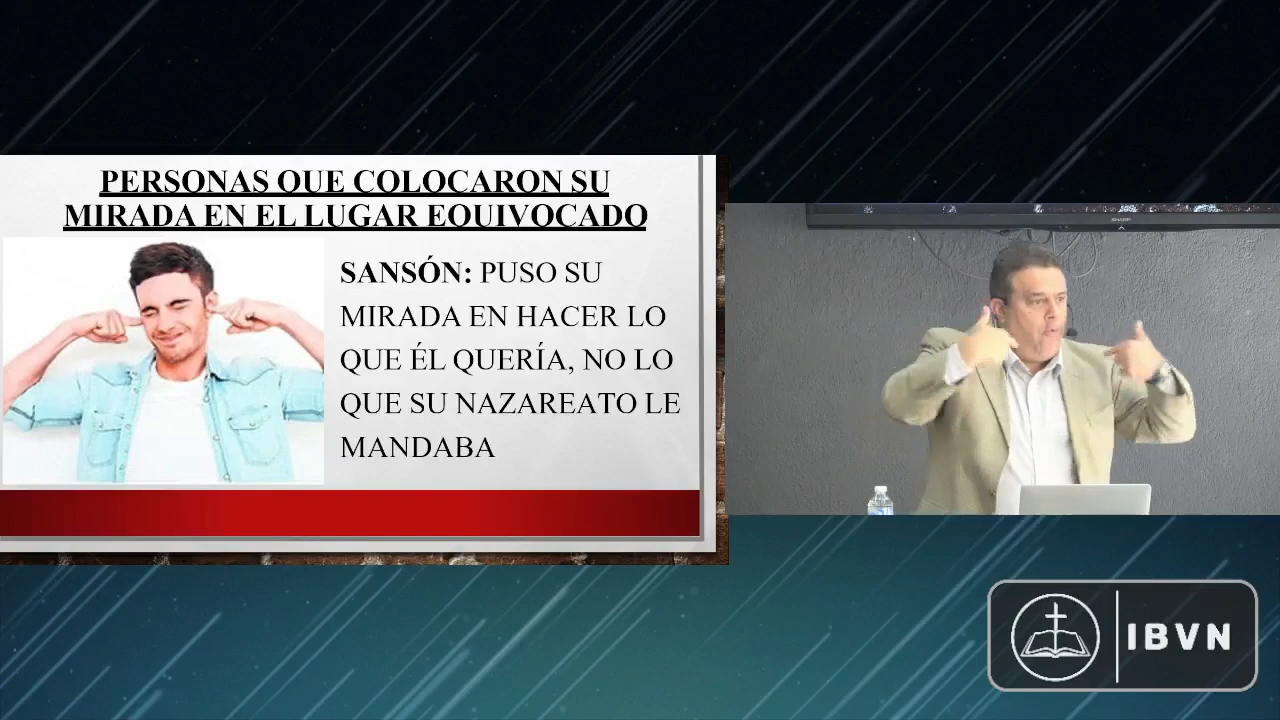 PERSONAS QUE COLOCARON SU
MIRADA EN EL LUGAR EQUIVOCADO
SANSÓN: PUSO SU
MIRADA EN HACER LO
QUE ÉL QUERÍA, NO LO
QUE SU NAZAREATO LE
MANDABA
SHARP
IBVN